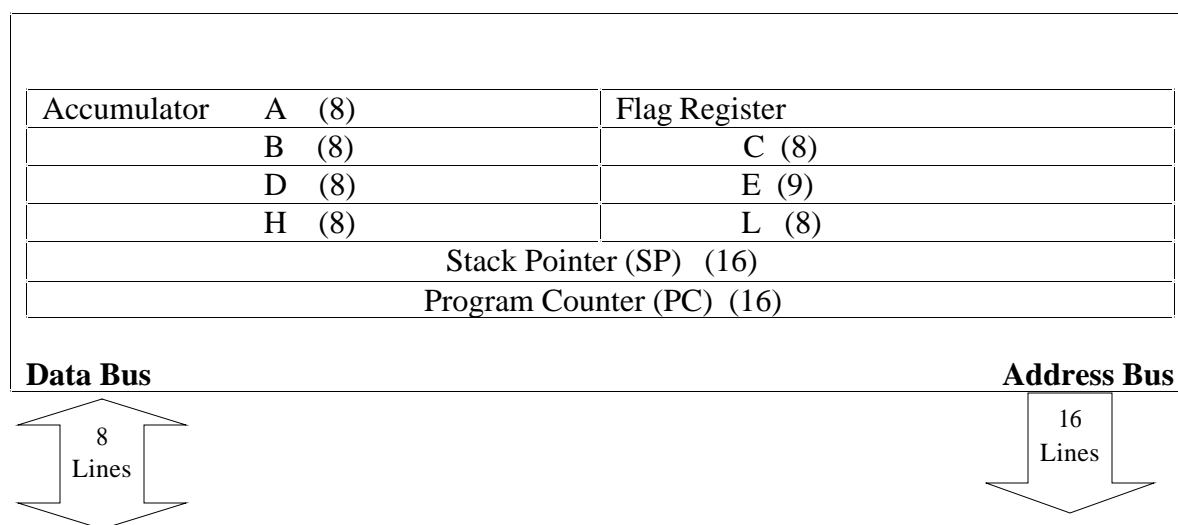 Accumulator A (8) Flag Register
B (8) C (8)
D (8) E (9)
H (8) L (8)
Stack Pointer (SP) (16)
Program Counter (PC) (16)
Data Bus Address Bus
8 Lines
16 Lines